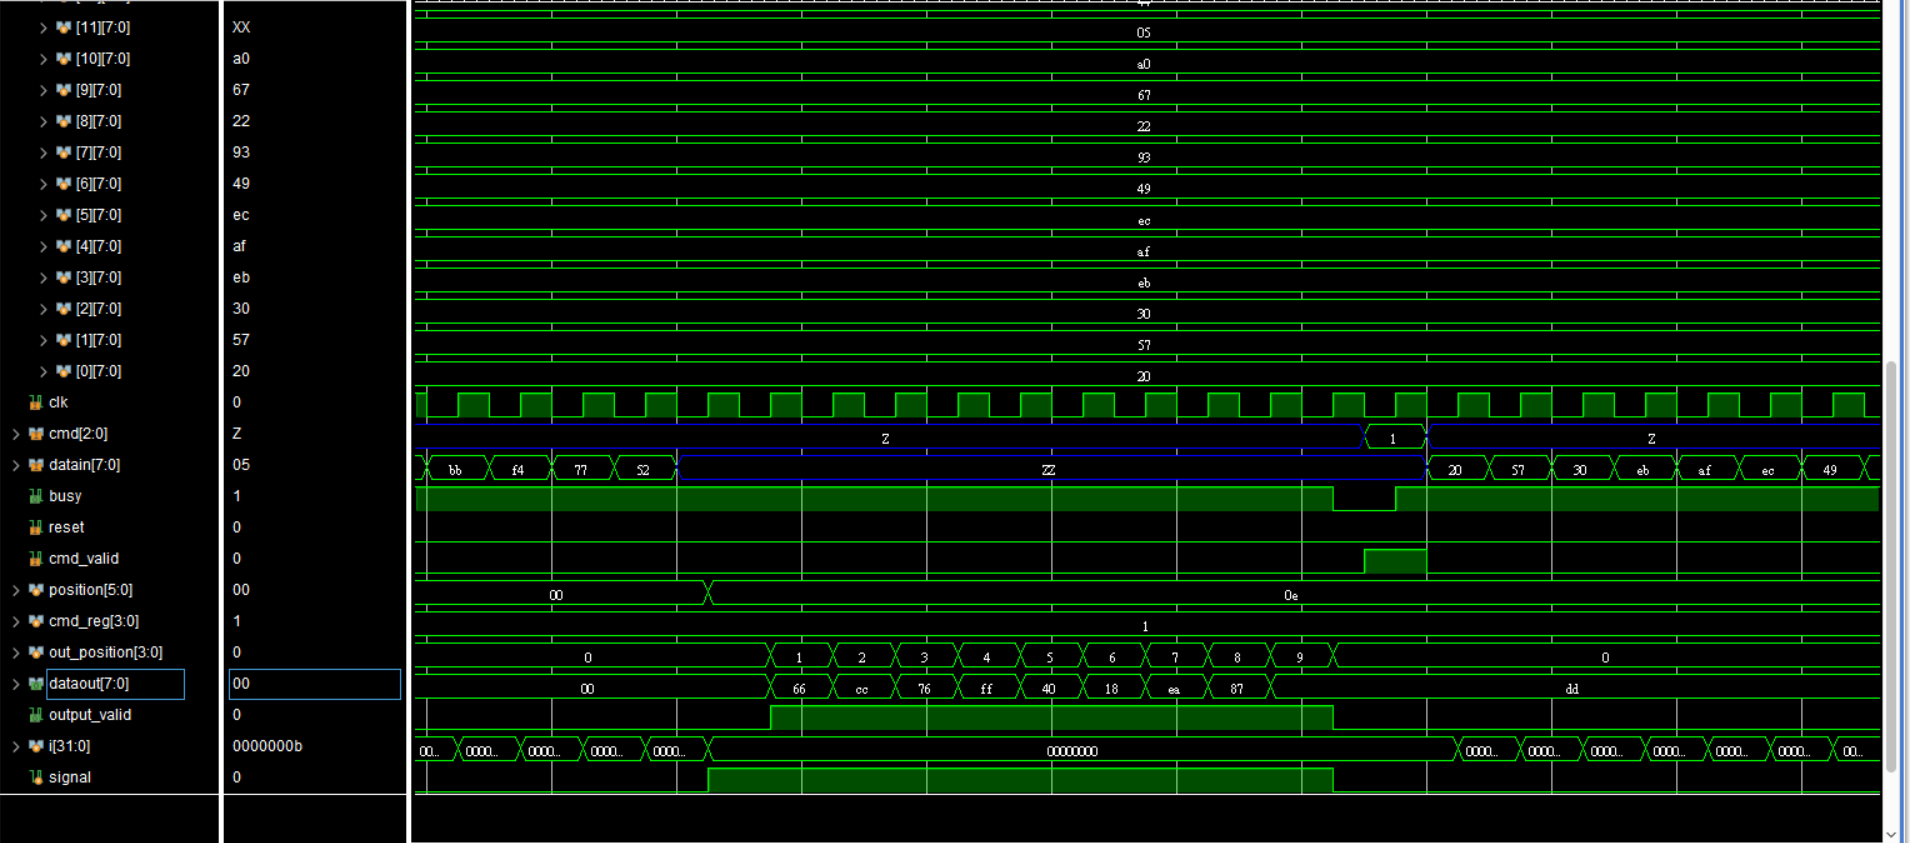 [11][7:0] XX 05
[10][7:0] a0 a0
[9][7:0] 67 67
[8][7:0] 22 22
[7][7:0] 93 93
[6][7:0] 49 49
[5][7:0] ec ec
[4][7:0] af af
[3][7:0] eb eb
[2][7:0] 30 30
[1][7:0] 57 57
[0][7:0] 20 20
clk 0
cmd[2:0] Z Z 1 Z
datain[7:0] 05 bb f4 77 52 ZZ 20 57 30 eb af ec 49
busy 1
reset 0
cmd_valid 0
position[5:0] 00 00 0e
cmd_reg[3:0] 1 1
out_position[3:0] 0 0 1 2 3 4 5 6 7 8 9 0
dataout[7:0] 00 00 66 cc 76 ff 40 18 ea 87 dd
output_valid 0
i[31:0] 0000000b 00... 0000... 0000... 0000... 0000... 00000000 0000... 0000... 0000... 0000... 0000... 0000... 00...
signal 0